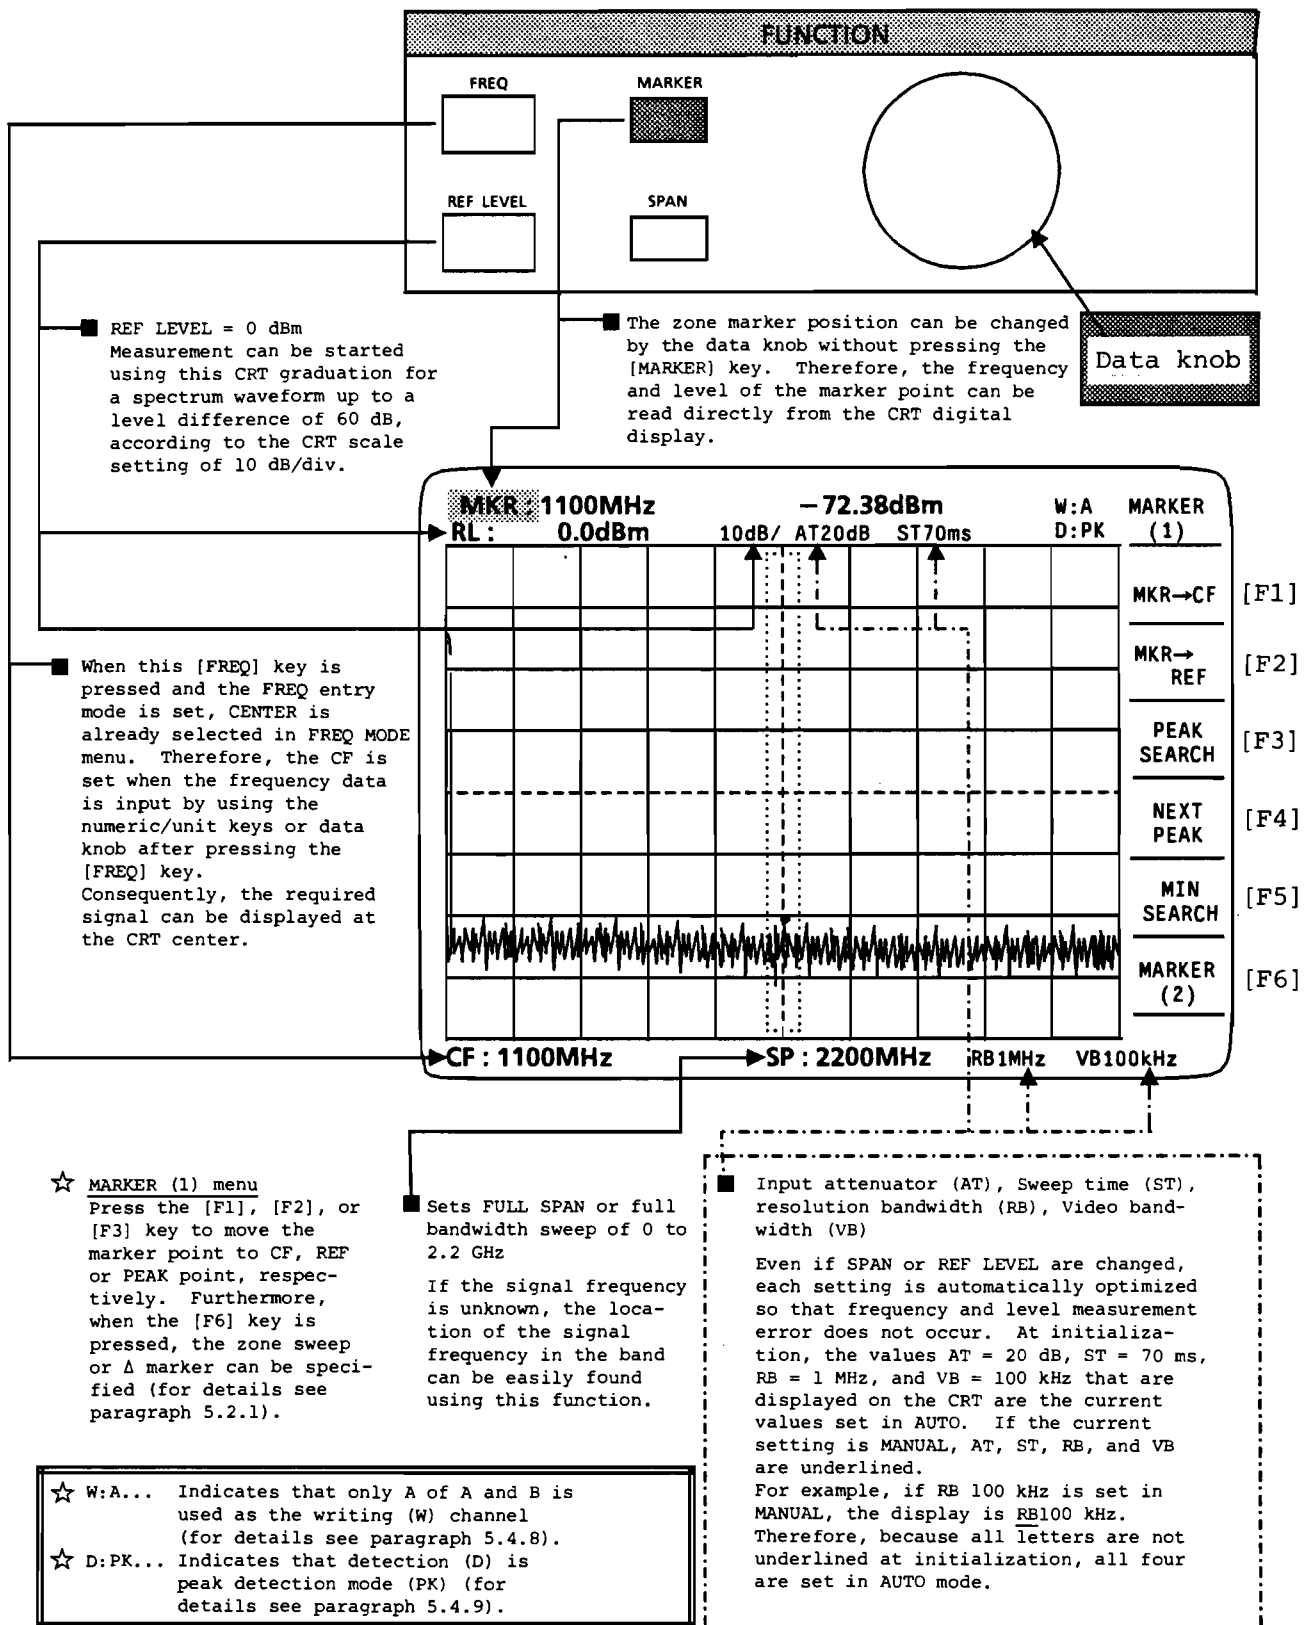 FUNCTION
FREQ
MARKER
REF LEVEL
SPAN
Data knob
REF LEVEL = 0 dBm
Measurement can be started
using this CRT graduation for
a spectrum waveform up to a
level difference of 60 dB,
according to the CRT scale
setting of 10 dB/div.
The zone marker position can be changed
by the data knob without pressing the
[MARKER] key. Therefore, the frequency
and level of the marker point can be
read directly from the CRT digital
display.
MKR : 1100MHz -72.38dBm W:A MARKER
RL : 0.0dBm 10dB/ AT20dB ST70ms D:PK (1)
MKR→CF [F1]
MKR→
REF [F2]
PEAK
SEARCH [F3]
NEXT
PEAK [F4]
MIN
SEARCH [F5]
MARKER
(2) [F6]
CF : 1100MHz SP : 2200MHz RB1MHz VB100kHz
When this [FREQ] key is
pressed and the FREQ entry
mode is set, CENTER is
already selected in FREQ MODE
menu. Therefore, the CF is
set when the frequency data
is input by using the
numeric/unit keys or data
knob after pressing the
[FREQ] key.
Consequently, the required
signal can be displayed at
the CRT center.
☆ MARKER (1) menu
Press the [F1], [F2], or
[F3] key to move the
marker point to CF, REF
or PEAK point, respec-
tively. Furthermore,
when the [F6] key is
pressed, the zone sweep
or Δ marker can be speci-
fied (for details see
paragraph 5.2.1).
Sets FULL SPAN or full
bandwidth sweep of 0 to
2.2 GHz
If the signal frequency
is unknown, the loca-
tion of the signal
frequency in the band
can be easily found
using this function.
Input attenuator (AT), Sweep time (ST),
resolution bandwidth (RB), Video band-
width (VB)
Even if SPAN or REF LEVEL are changed,
each setting is automatically optimized
so that frequency and level measurement
error does not occur. At initializa-
tion, the values AT = 20 dB, ST = 70 ms,
RB = 1 MHz, and VB = 100 kHz that are
displayed on the CRT are the current
values set in AUTO. If the current
setting is MANUAL, AT, ST, RB, and VB
are underlined.
For example, if RB 100 kHz is set in
MANUAL, the display is RB100 kHz.
Therefore, because all letters are not
underlined at initialization, all four
are set in AUTO mode.
☆ W:A... Indicates that only A of A and B is
used as the writing (W) channel
(for details see paragraph 5.4.8).
☆ D:PK... Indicates that detection (D) is
peak detection mode (PK) (for
details see paragraph 5.4.9).